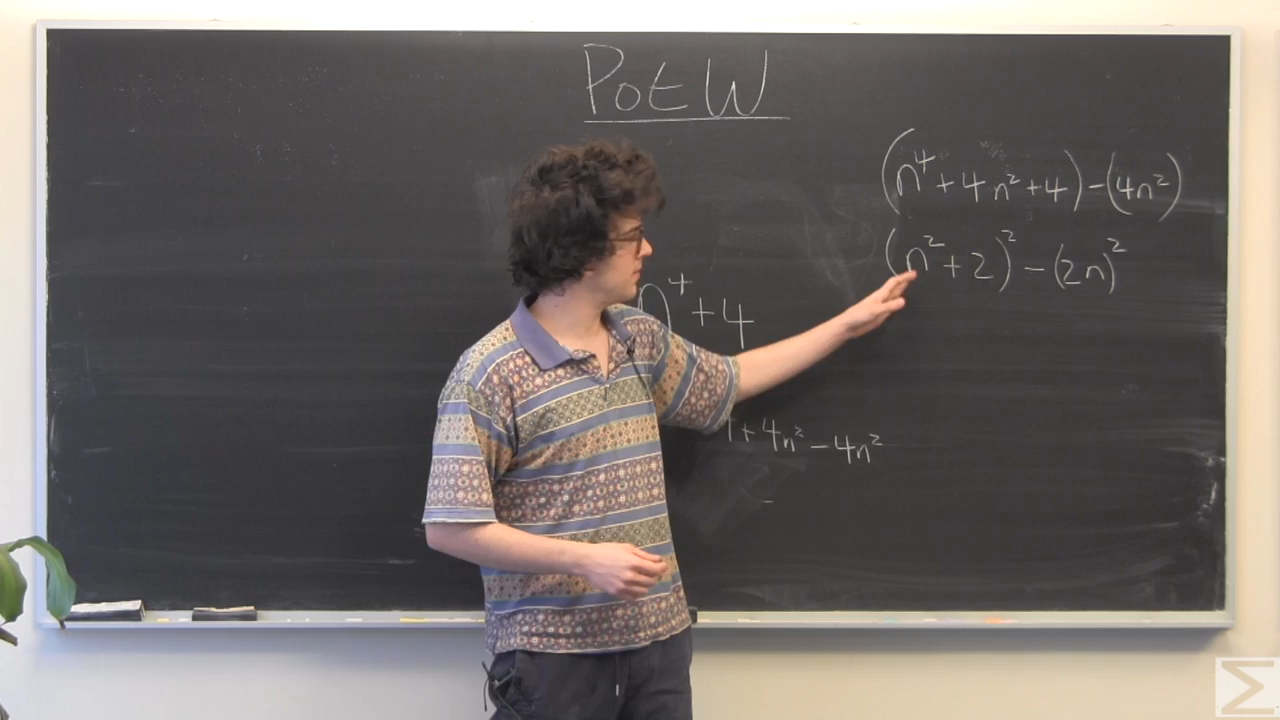 PotW
(n⁴+4n²+4)-(4n²)
(n²+2)²-(2n)²
n⁴+4
+4n²-4n²
Σ